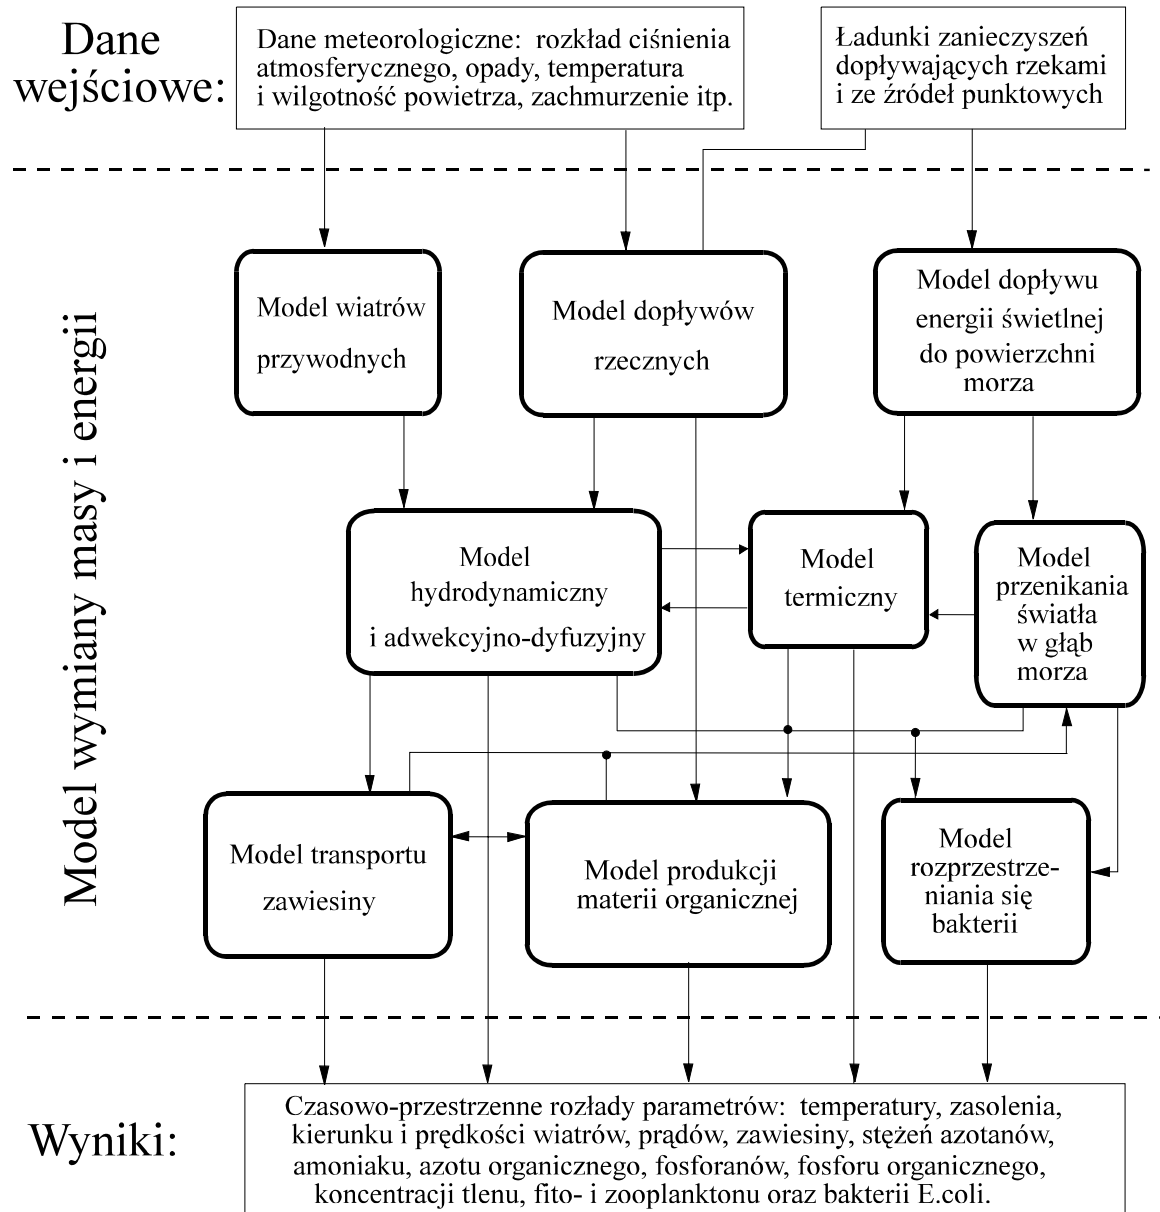 Dane
wejściowe:
Dane meteorologiczne: rozkład ciśnienia
atmosferycznego, opady, temperatura
i wilgotność powietrza, zachmurzenie itp.
Ładunki zanieczyszeń
dopływających rzekami
i ze źródeł punktowych
Model wymiany masy i energii
Model wiatrów
przywodnych
Model dopływów
rzecznych
Model dopływu
energii świetlnej
do powierzchni
morza
Model
hydrodynamiczny
i adwekcyjno-dyfuzyjny
Model
termiczny
Model
przenikania
światła
w głąb
morza
Model transportu
zawiesiny
Model produkcji
materii organicznej
Model
rozprzestrze-
niania się
bakterii
Wyniki:
Czasowo-przestrzenne rozłady parametrów: temperatury, zasolenia,
kierunku i prędkości wiatrów, prądów, zawiesiny, stężeń azotanów,
amoniaku, azotu organicznego, fosforanów, fosforu organicznego,
koncentracji tlenu, fito- i zooplanktonu oraz bakterii E.coli.